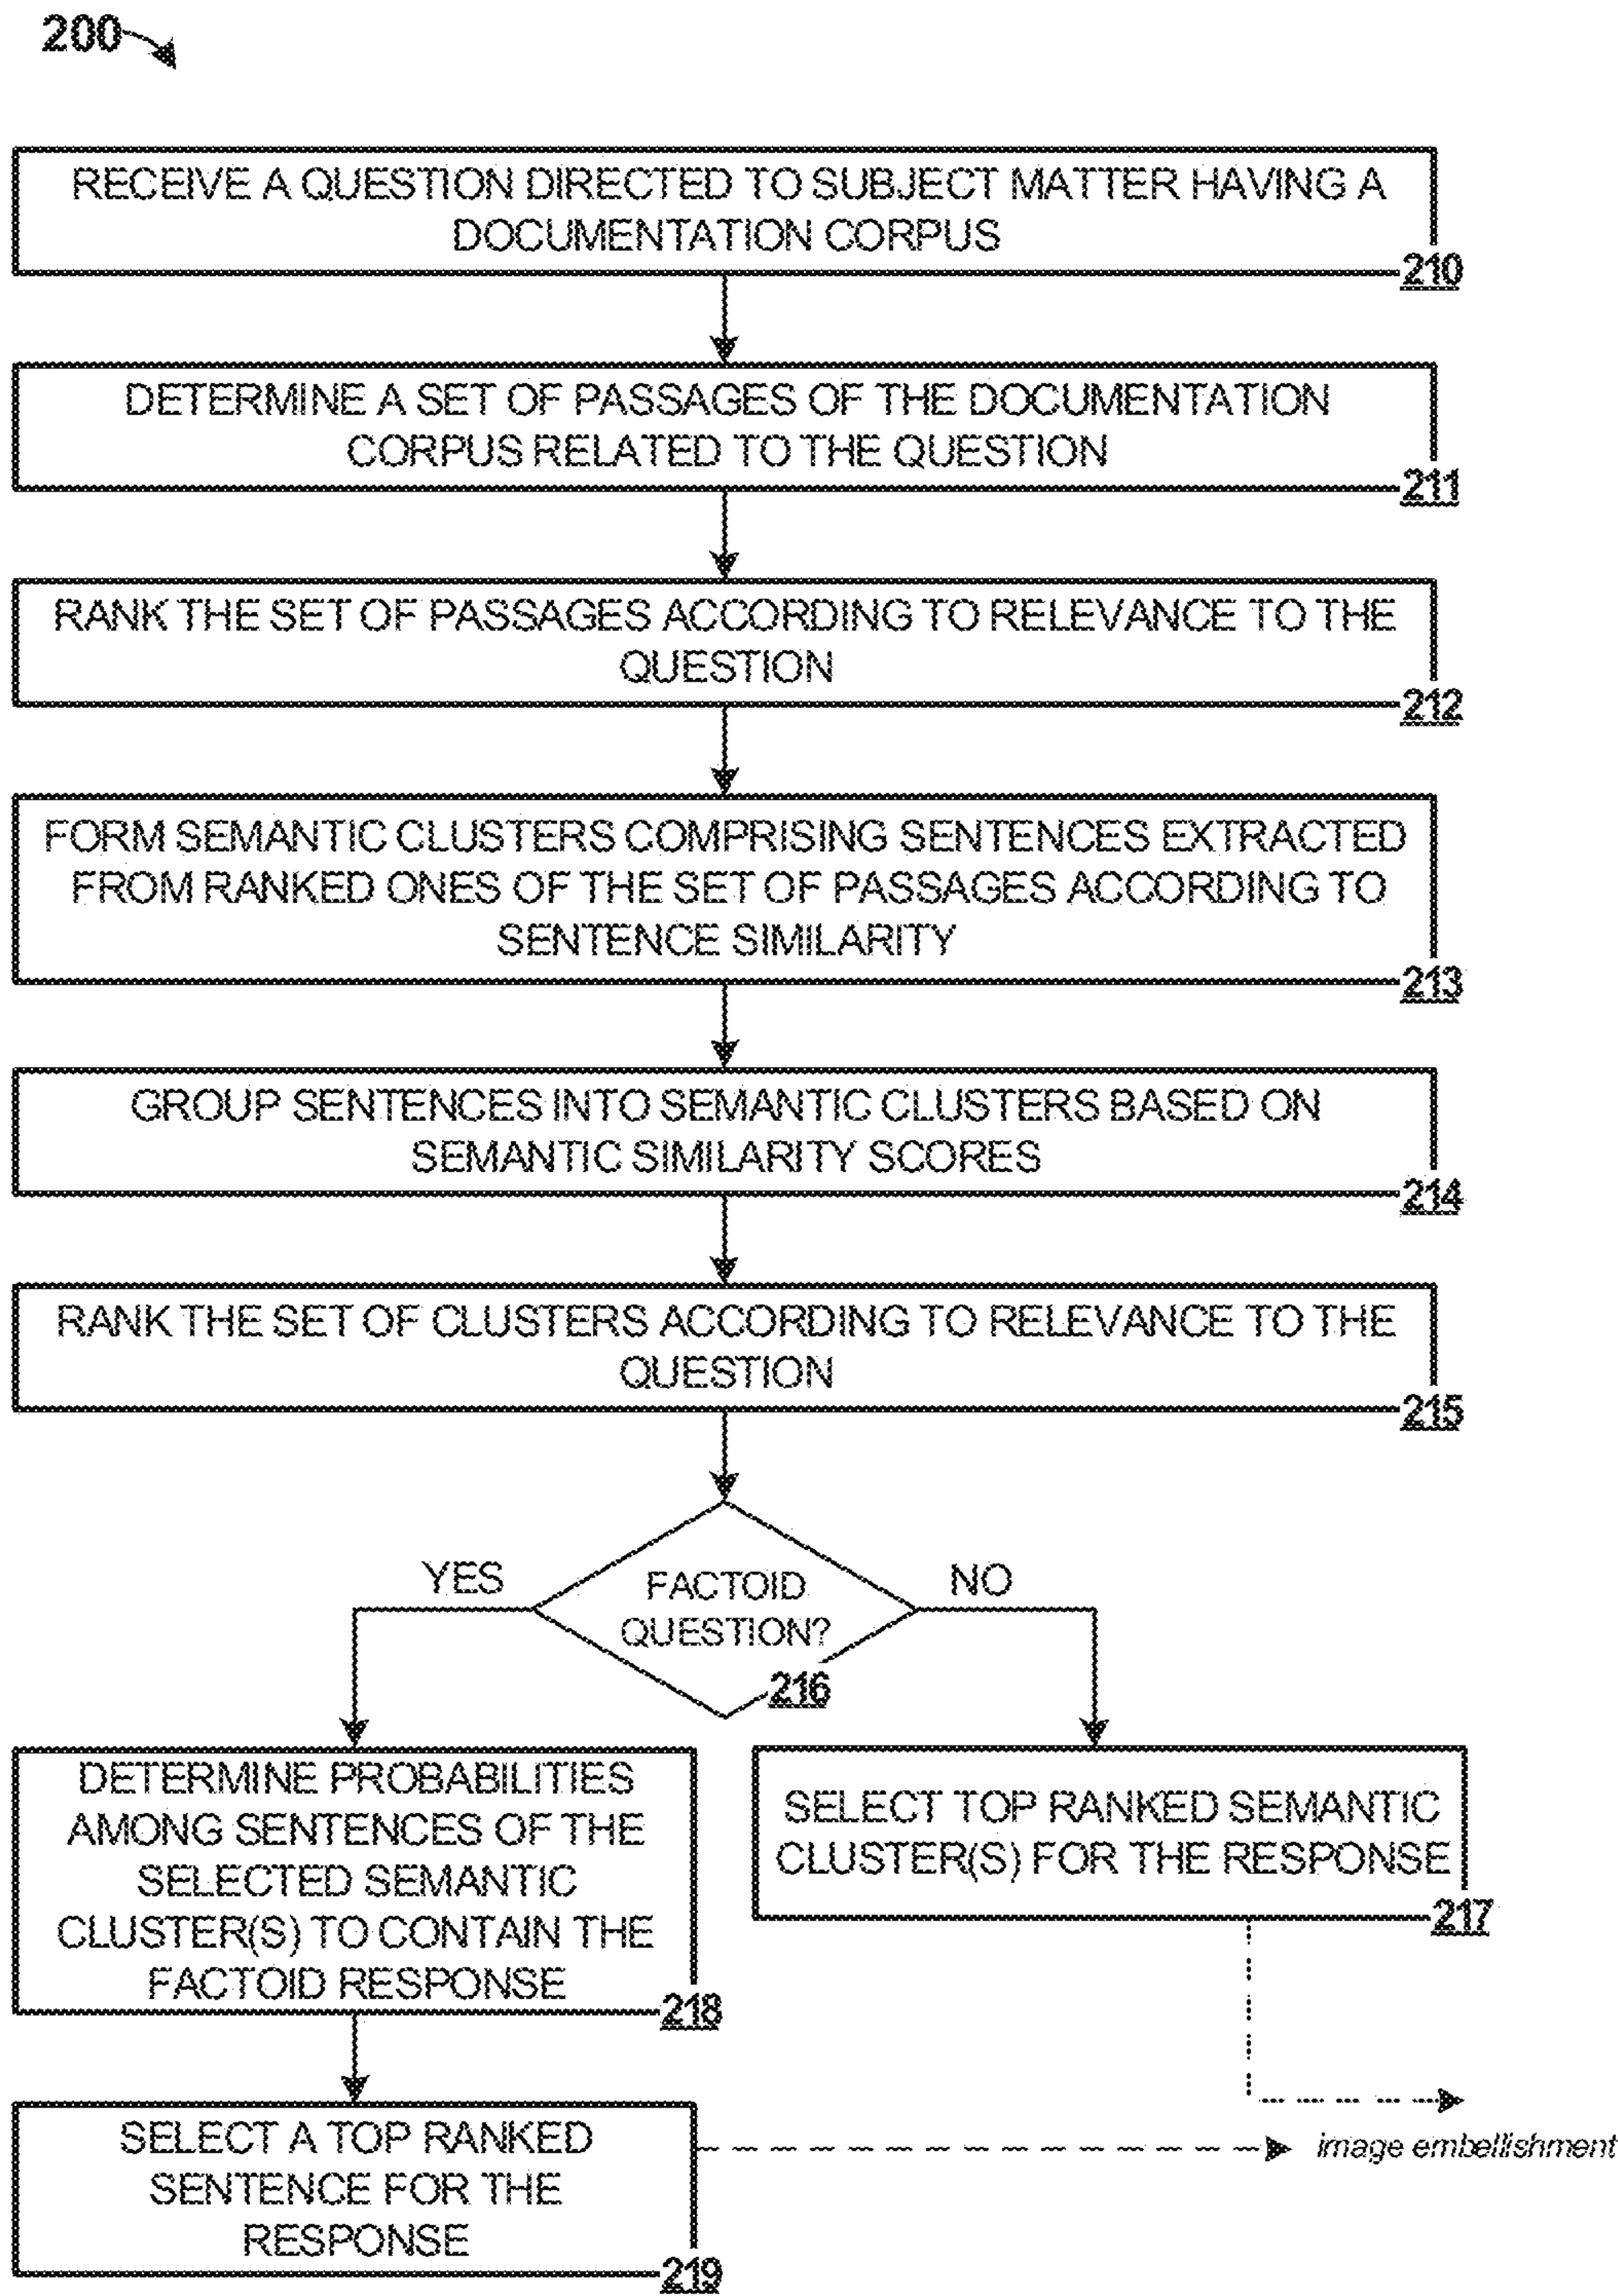 200
RECEIVE A QUESTION DIRECTED TO SUBJECT MATTER HAVING A
DOCUMENTATION CORPUS
210
DETERMINE A SET OF PASSAGES OF THE DOCUMENTATION
CORPUS RELATED TO THE QUESTION
211
RANK THE SET OF PASSAGES ACCORDING TO RELEVANCE TO THE
QUESTION
212
FORM SEMANTIC CLUSTERS COMPRISING SENTENCES EXTRACTED
FROM RANKED ONES OF THE SET OF PASSAGES ACCORDING TO
SENTENCE SIMILARITY
213
GROUP SENTENCES INTO SEMANTIC CLUSTERS BASED ON
SEMANTIC SIMILARITY SCORES
214
RANK THE SET OF CLUSTERS ACCORDING TO RELEVANCE TO THE
QUESTION
215
YES
FACTOID
QUESTION?
216
NO
DETERMINE PROBABILITIES
AMONG SENTENCES OF THE
SELECTED SEMANTIC
CLUSTER(S) TO CONTAIN THE
FACTOID RESPONSE
218
SELECT TOP RANKED SEMANTIC
CLUSTER(S) FOR THE RESPONSE
217
SELECT A TOP RANKED
SENTENCE FOR THE
RESPONSE
219
image embellishment